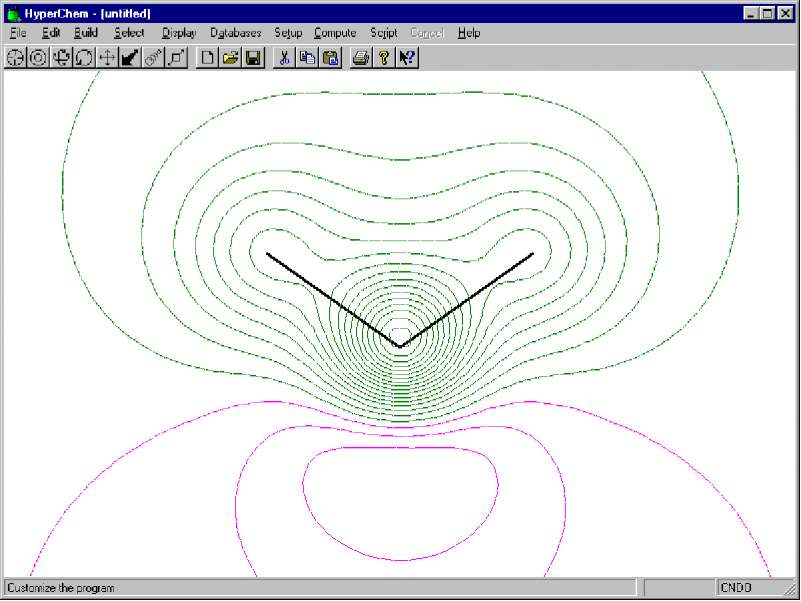 HyperChem - [untitled]
File Edit Build Select Display Databases Setup Compute Script Cancel Help
Customize the program
CNDO